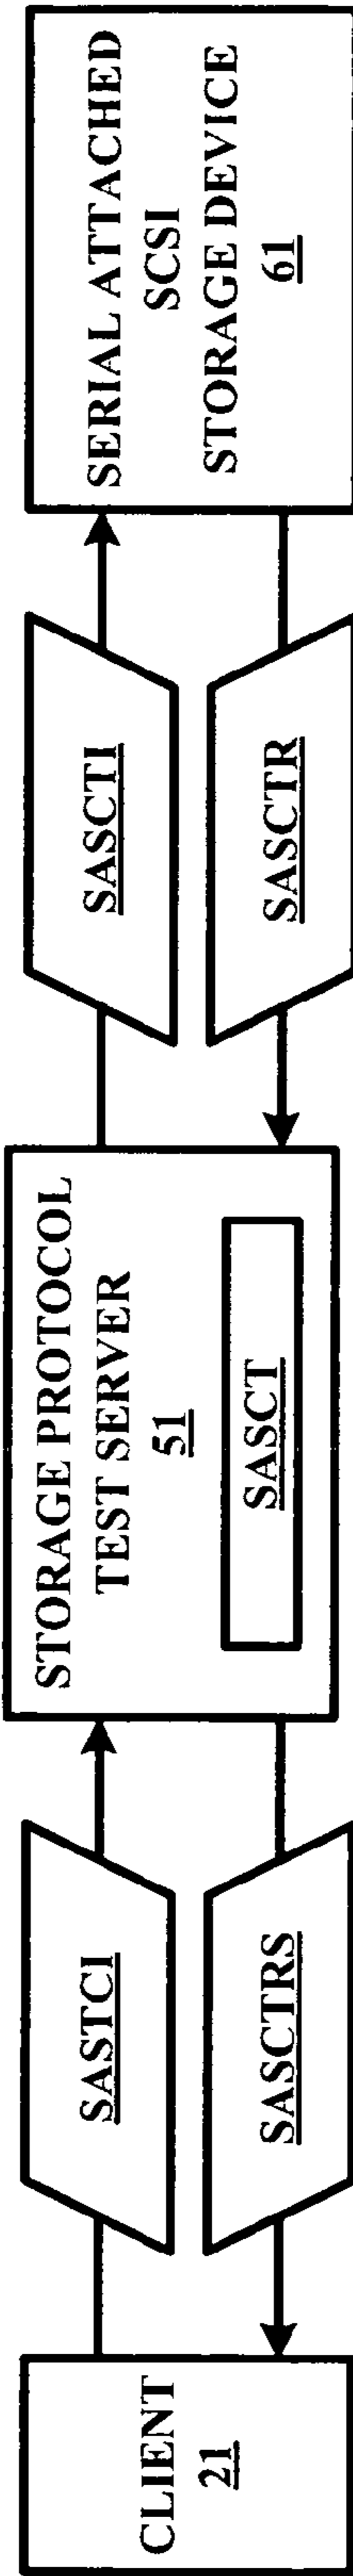 CLIENT
21
SASTCI
SASCTRS
STORAGE PROTOCOL
TEST SERVER
51
SASCT
SASCTI
SASCTR
SERIAL ATTACHED
SCSI
STORAGE DEVICE
61